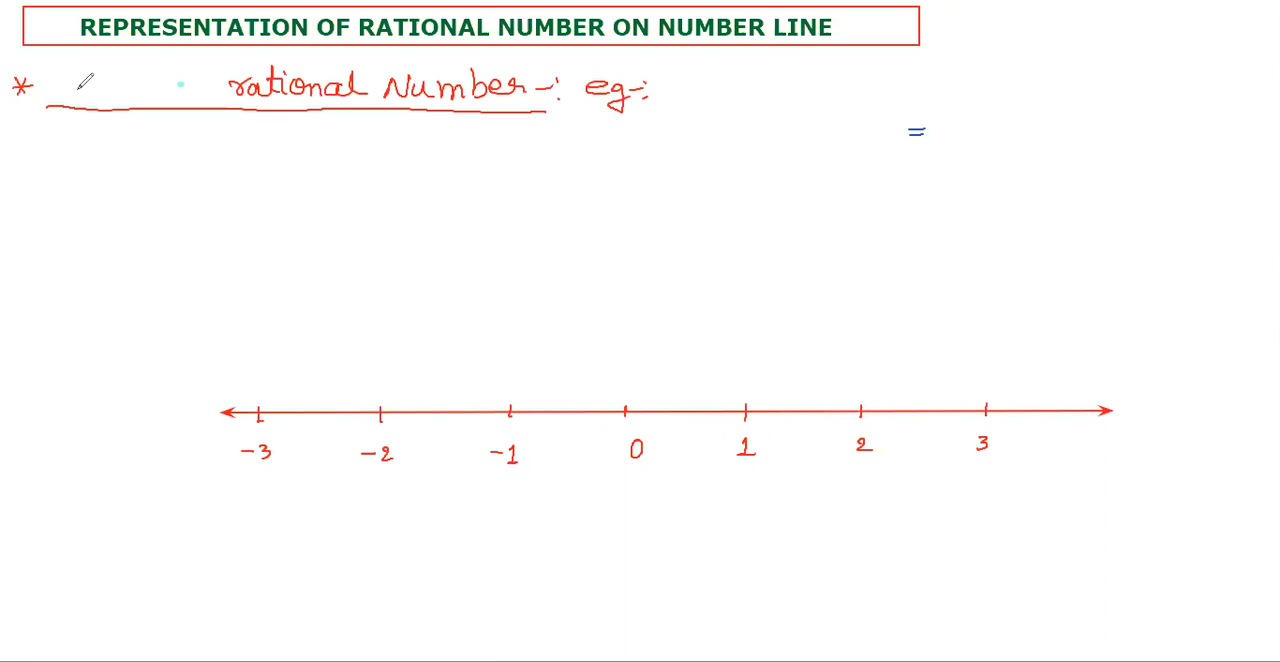 REPRESENTATION OF RATIONAL NUMBER ON NUMBER LINE
* rational Number -: eg -:
=
-3 -2 -1 0 1 2 3